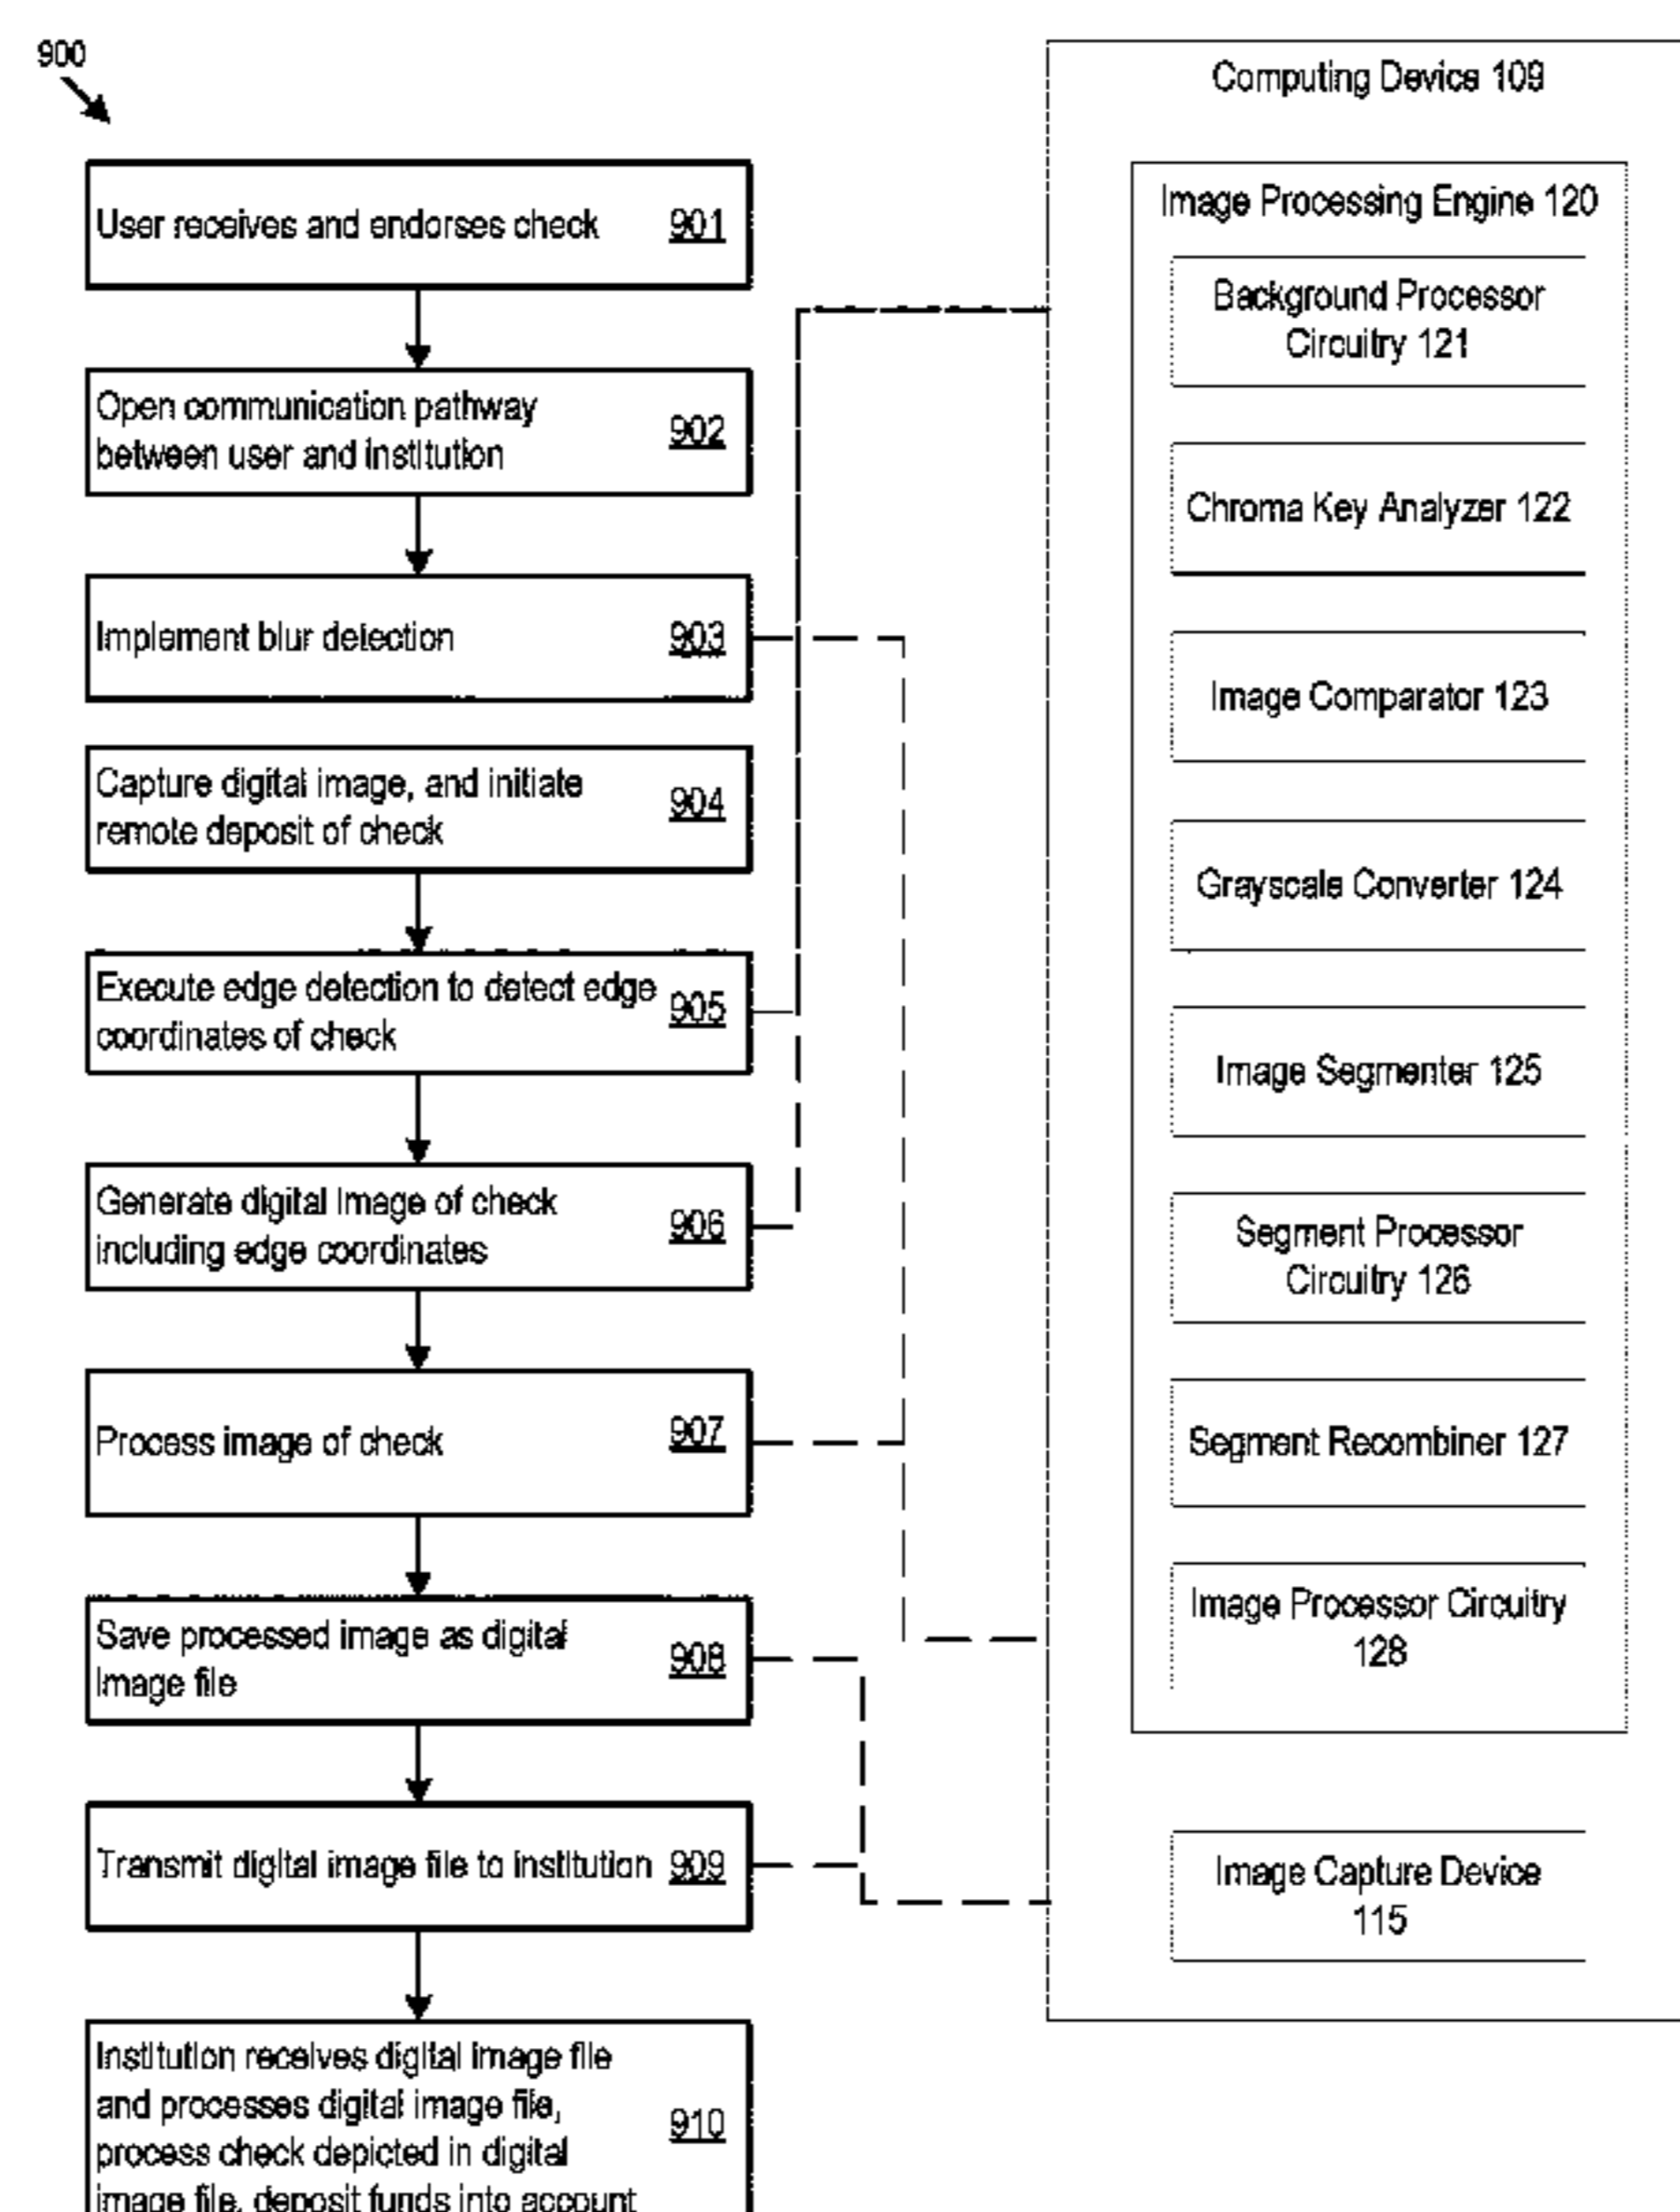 900
User receives and endorses check 901
Open communication pathway
between user and institution 902
Implement blur detection 903
Capture digital image, and initiate
remote deposit of check 904
Execute edge detection to detect edge
coordinates of check 905
Generate digital image of check
including edge coordinates 906
Process image of check 907
Save processed image as digital
image file 908
Transmit digital image file to institution 909
Institution receives digital image file
and processes digital image file,
process check depicted in digital
image file, deposit funds into account
910
Computing Device 109
Image Processing Engine 120
Background Processor
Circuitry 121
Chroma Key Analyzer 122
Image Comparator 123
Grayscale Converter 124
Image Segmenter 125
Segment Processor
Circuitry 126
Segment Recombiner 127
Image Processor Circuitry
128
Image Capture Device
115